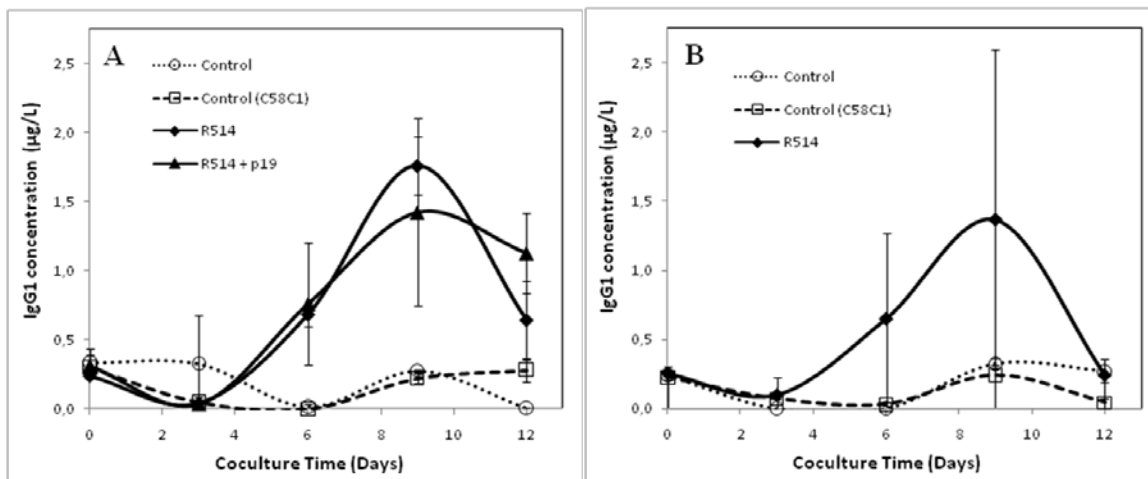 A
Control
Control (C58C1)
R514
R514 + p19
IgG1 concentration (µg/L)
2,5
2,0
1,5
1,0
0,5
0,0
0 2 4 6 8 10 12
Coculture Time (Days)
B
Control
Control (C58C1)
R514
IgG1 concentration (µg/L)
2,5
2,0
1,5
1,0
0,5
0,0
0 2 4 6 8 10 12
Coculture Time (Days)